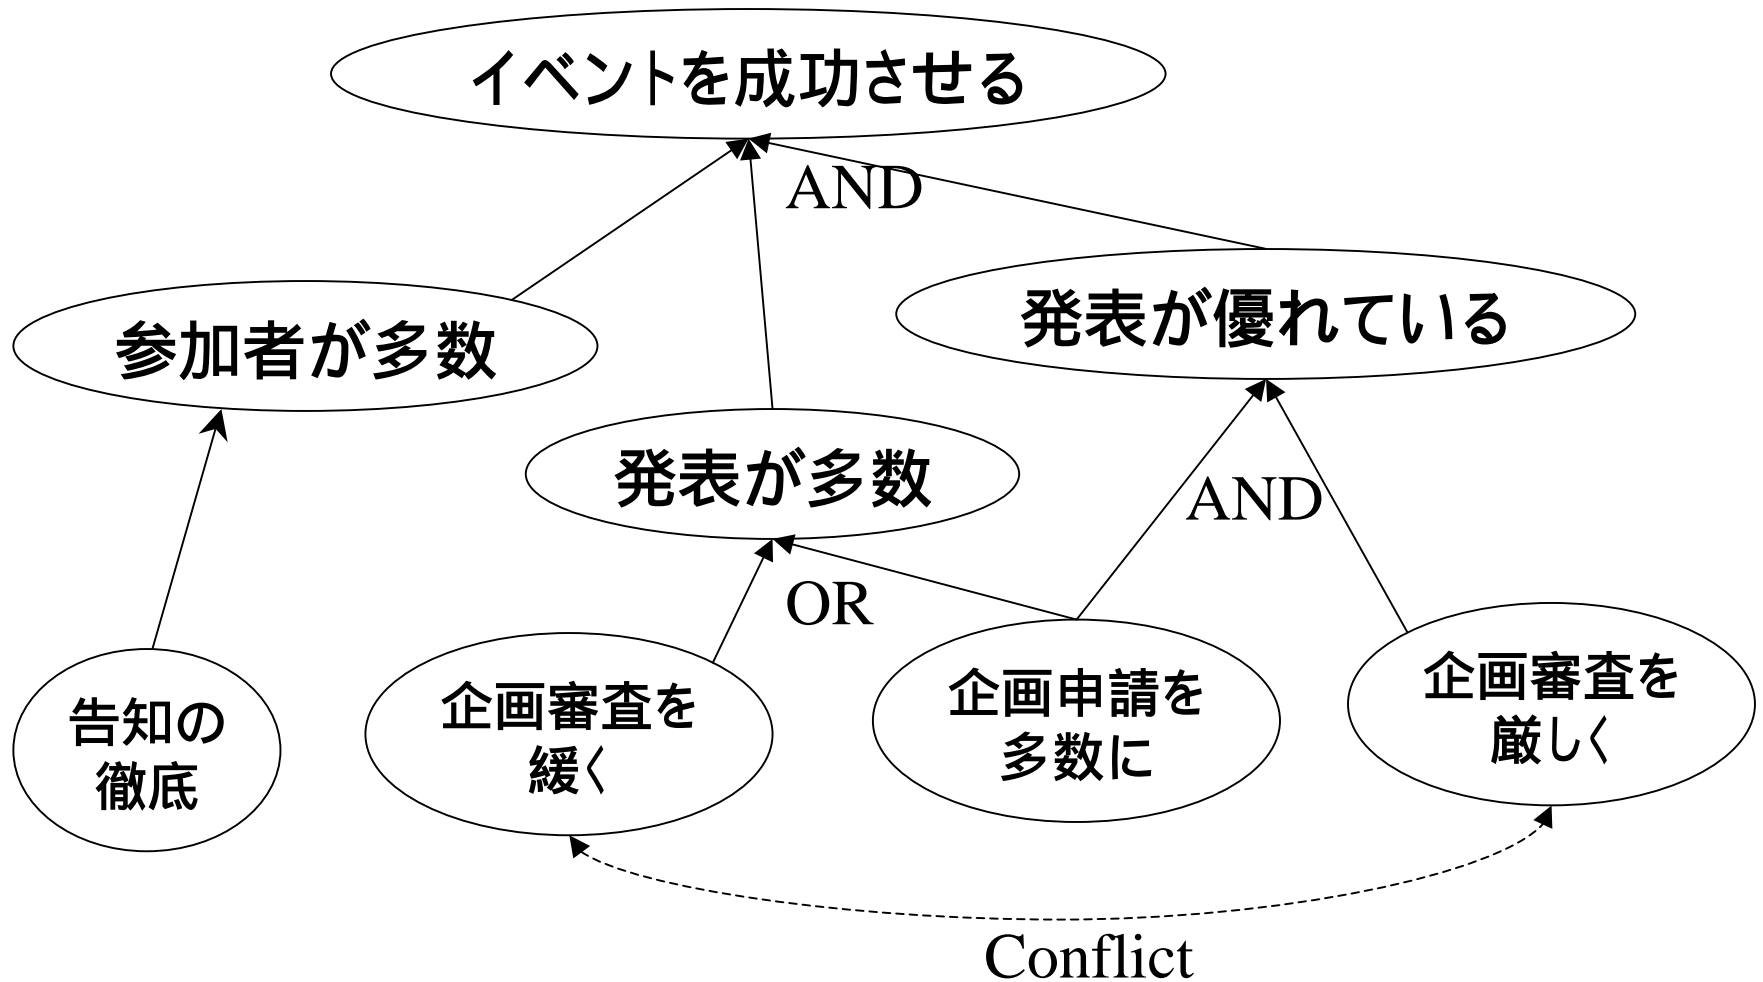 イベントを成功させる
AND
発表が優れている
参加者が多数
発表が多数
AND
OR
告知の
徹底
企画審査を
緩く
企画申請を
多数に
企画審査を
厳しく
Conflict